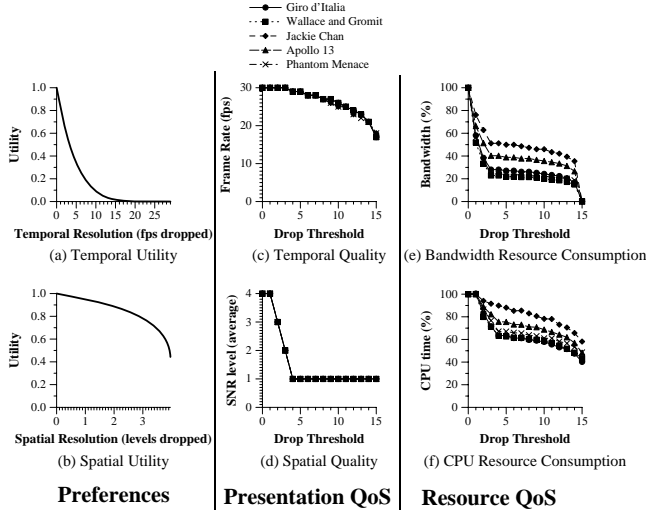 Giro d'Italia
Wallace and Gromit
Jackie Chan
Apollo 13
Phantom Menace
1.0
0.8
0.6
0.4
0.2
0.0
Utility
0 5 10 15 20 25
Temporal Resolution (fps dropped)
(a) Temporal Utility
30
20
10
0
Frame Rate (fps)
0 5 10 15
Drop Threshold
(c) Temporal Quality
100
80
60
40
20
0
Bandwidth (%)
0 5 10 15
Drop Threshold
(e) Bandwidth Resource Consumption
1.0
0.8
0.6
0.4
0.2
0.0
Utility
0 1 2 3
Spatial Resolution (levels dropped)
(b) Spatial Utility
4
3
2
1
0
SNR level (average)
0 5 10 15
Drop Threshold
(d) Spatial Quality
100
80
60
40
20
0
CPU time (%)
0 5 10 15
Drop Threshold
(f) CPU Resource Consumption
Preferences
Presentation QoS
Resource QoS